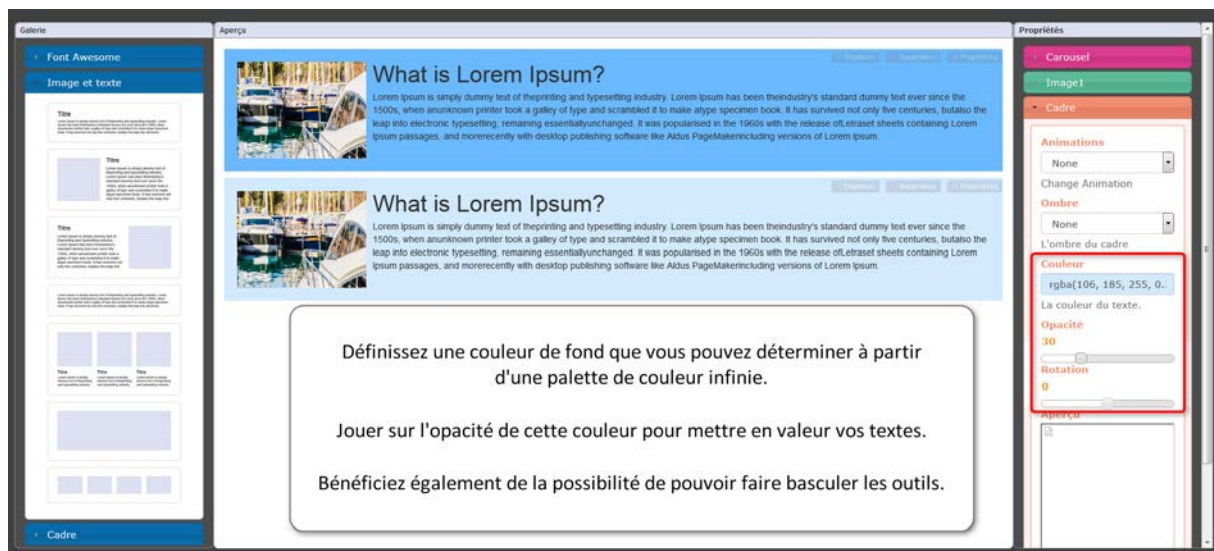 Galerie
Aperçu
Propriétés
Font Awesome
Image et texte
Titre
Titre
Titre
Titre
Titre
Titre
Cadre
Déplacer
Supprimer
Propriétés
What is Lorem Ipsum?
Lorem Ipsum is simply dummy text of theprinting and typesetting industry. Lorem Ipsum has been theindustry's standard dummy text ever since the
1500s, when anunknown printer took a galley of type and scrambled it to make atype specimen book. It has survived not only five centuries, butalso the
leap into electronic typesetting, remaining essentiallyunchanged. It was popularised in the 1960s with the release ofLetraset sheets containing Lorem
Ipsum passages, and morerecently with desktop publishing software like Aldus PageMakerincluding versions of Lorem Ipsum.
Déplacer
Supprimer
Propriétés
What is Lorem Ipsum?
Lorem Ipsum is simply dummy text of theprinting and typesetting industry. Lorem Ipsum has been theindustry's standard dummy text ever since the
1500s, when anunknown printer took a galley of type and scrambled it to make atype specimen book. It has survived not only five centuries, butalso the
leap into electronic typesetting, remaining essentiallyunchanged. It was popularised in the 1960s with the release ofLetraset sheets containing Lorem
Ipsum passages, and morerecently with desktop publishing software like Aldus PageMakerincluding versions of Lorem Ipsum.
Définissez une couleur de fond que vous pouvez déterminer à partir
d'une palette de couleur infinie.
Jouer sur l'opacité de cette couleur pour mettre en valeur vos textes.
Bénéficiez également de la possibilité de pouvoir faire basculer les outils.
Carousel
Image1
Cadre
Animations
None
Change Animation
Ombre
None
L'ombre du cadre
Couleur
rgba(106, 185, 255, 0..
La couleur du texte.
Opacité
30
Rotation
0
Aperçu